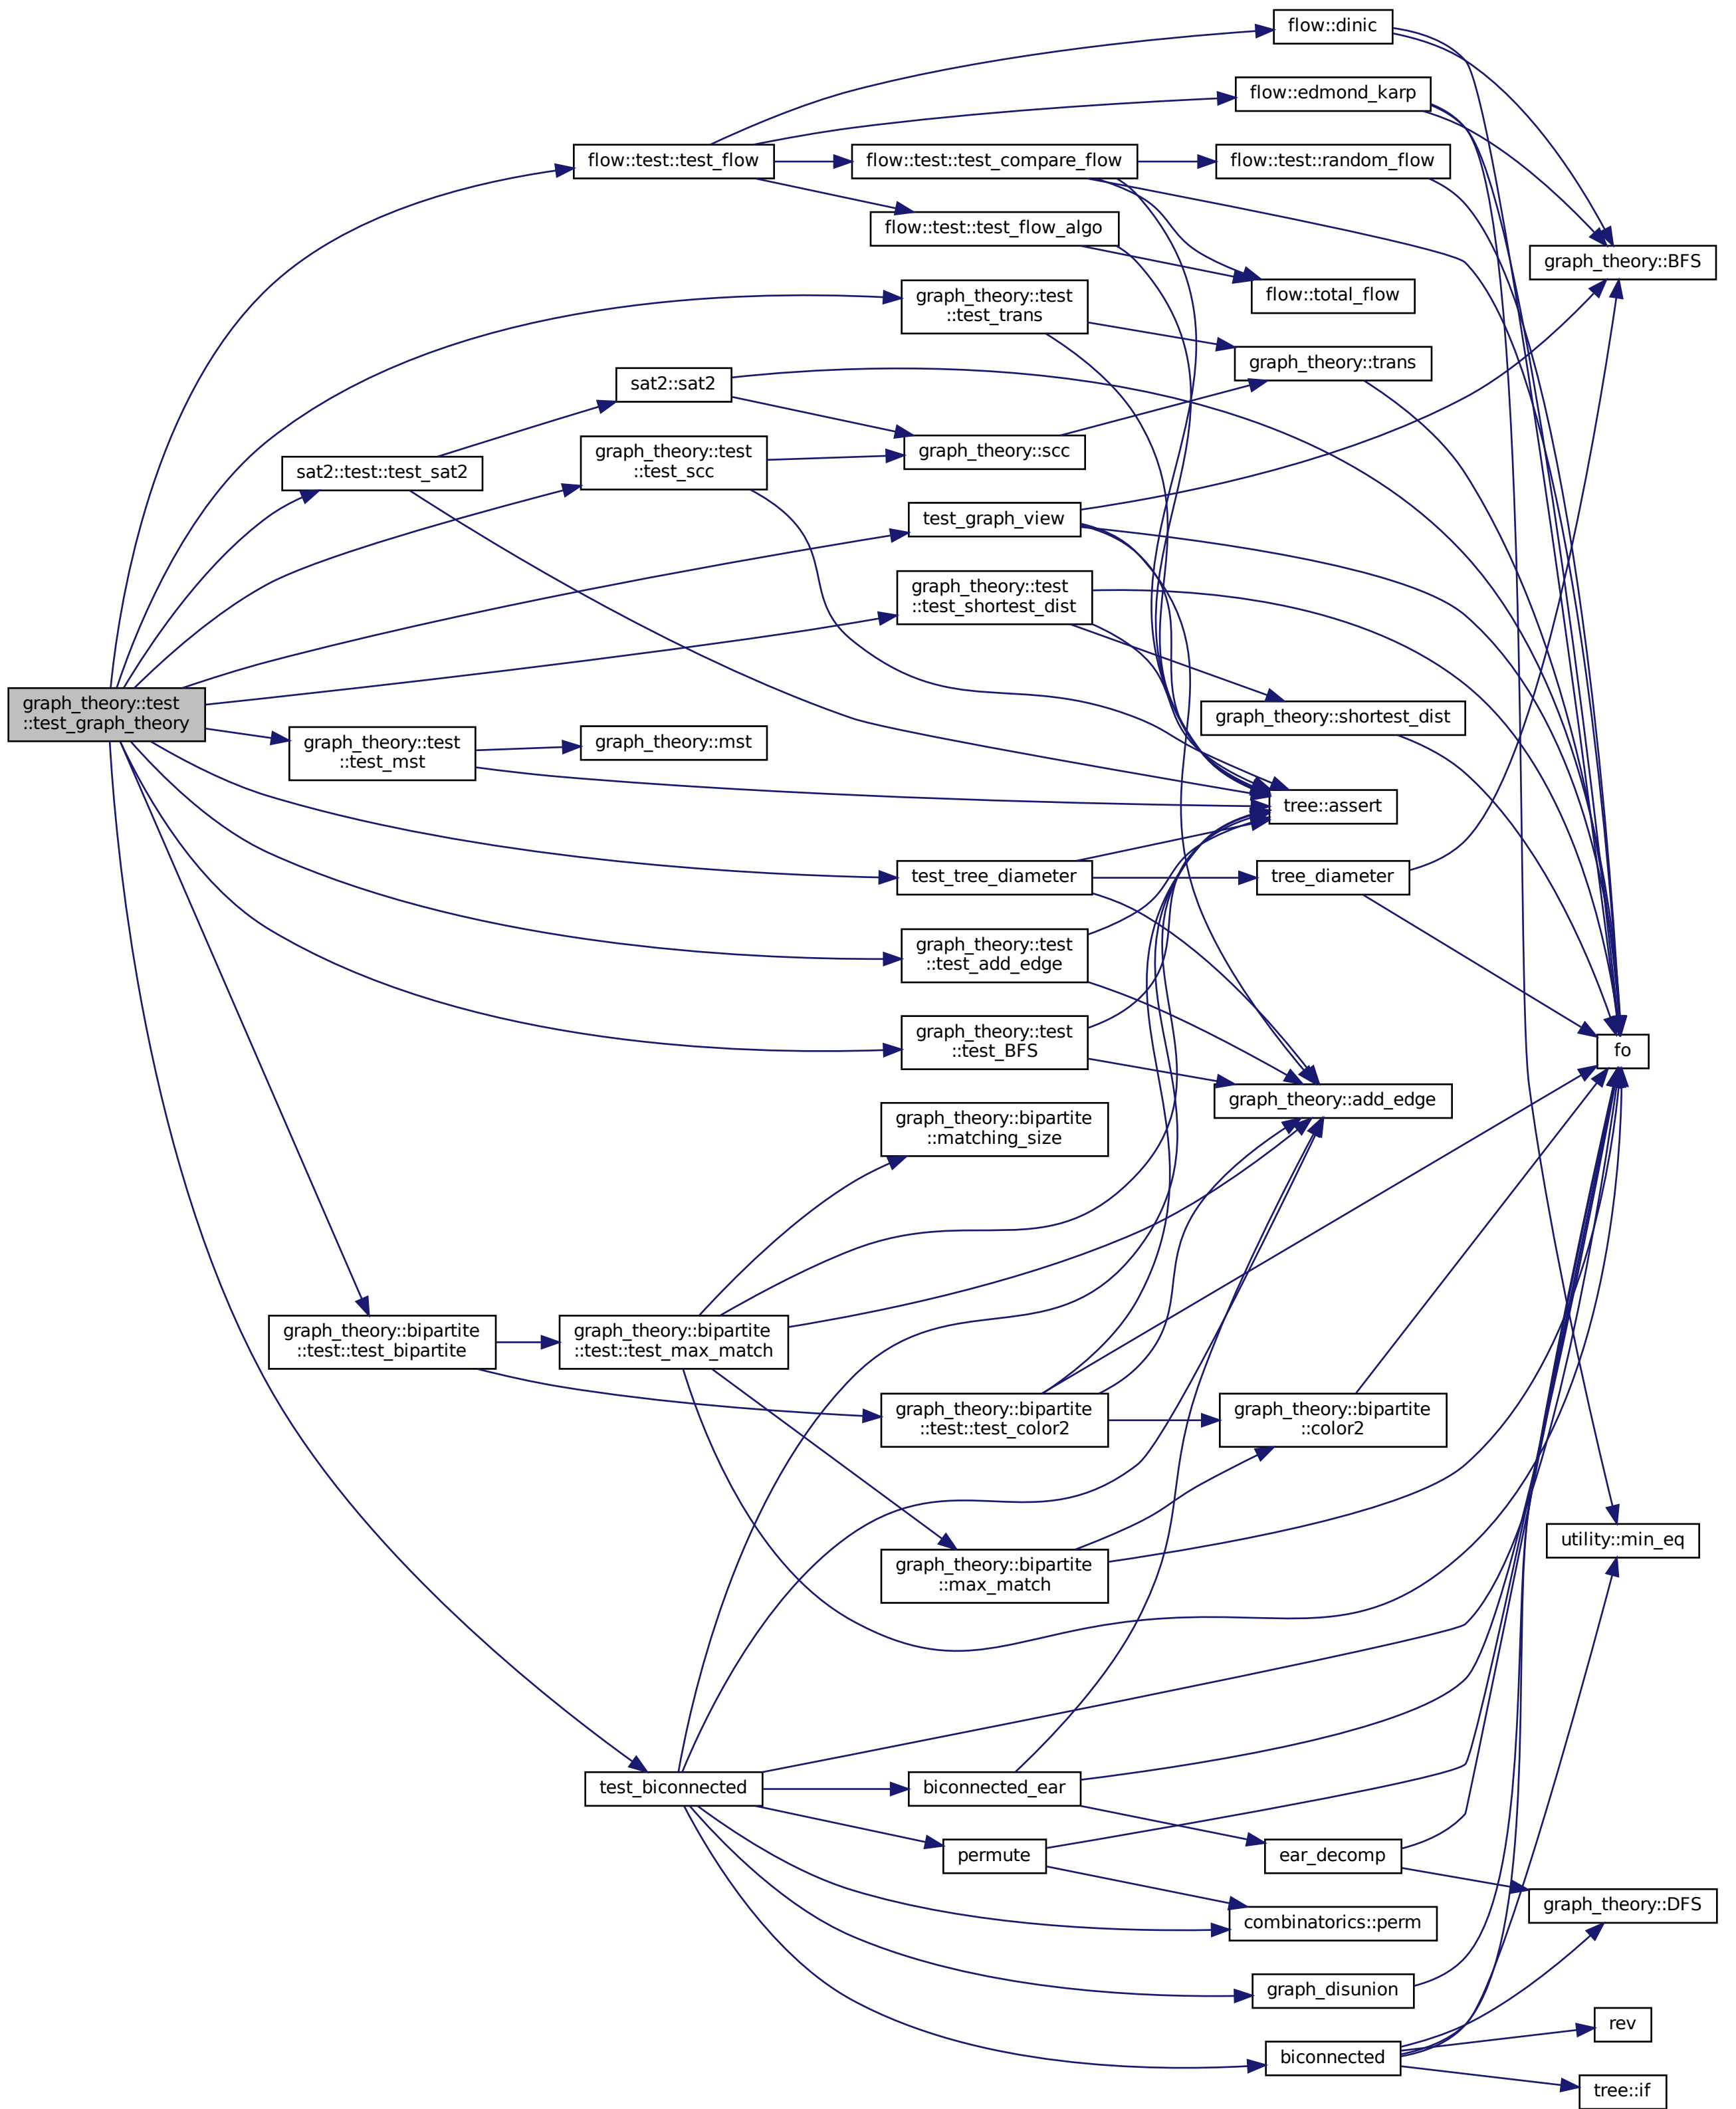 flow::dinic
flow::edmond_karp
flow::test::test_flow
flow::test::test_compare_flow
flow::test::random_flow
flow::test::test_flow_algo
graph_theory::BFS
flow::total_flow
graph_theory::test
::test_trans
graph_theory::trans
sat2::sat2
graph_theory::scc
graph_theory::test
::test_scc
sat2::test::test_sat2
test_graph_view
graph_theory::test
::test_shortest_dist
graph_theory::test
::test_graph_theory
graph_theory::shortest_dist
graph_theory::test
::test_mst
graph_theory::mst
tree::assert
test_tree_diameter
tree_diameter
graph_theory::test
::test_add_edge
graph_theory::test
::test_BFS
fo
graph_theory::add_edge
graph_theory::bipartite
::matching_size
graph_theory::bipartite
::test::test_bipartite
graph_theory::bipartite
::test::test_max_match
graph_theory::bipartite
::test::test_color2
graph_theory::bipartite
::color2
utility::min_eq
graph_theory::bipartite
::max_match
test_biconnected
biconnected_ear
permute
ear_decomp
graph_theory::DFS
combinatorics::perm
graph_disunion
rev
biconnected
tree::if